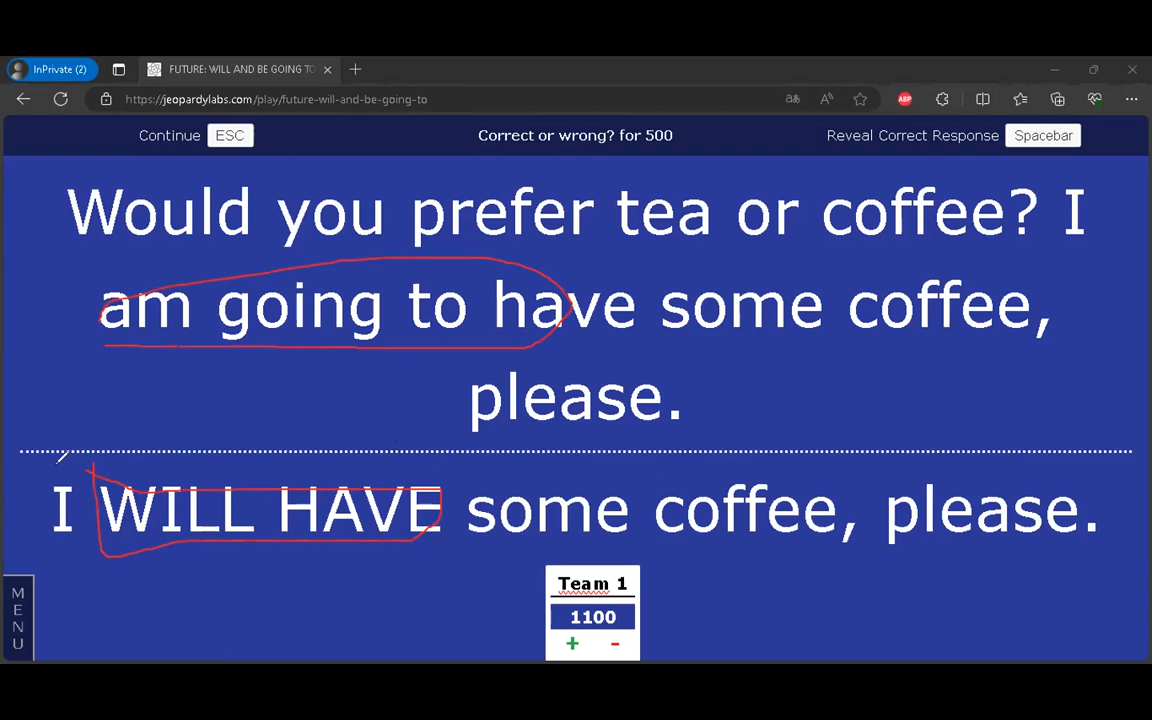 InPrivate (2)
FUTURE: WILL AND BE GOING TO
https://jeopardylabs.com/play/future-will-and-be-going-to
ABP
Continue ESC
Correct or wrong? for 500
Reveal Correct Response Spacebar
Would you prefer tea or coffee? I
am going to have some coffee,
please.
I WILL HAVE some coffee, please.
MENU
Team 1
1100
+ -